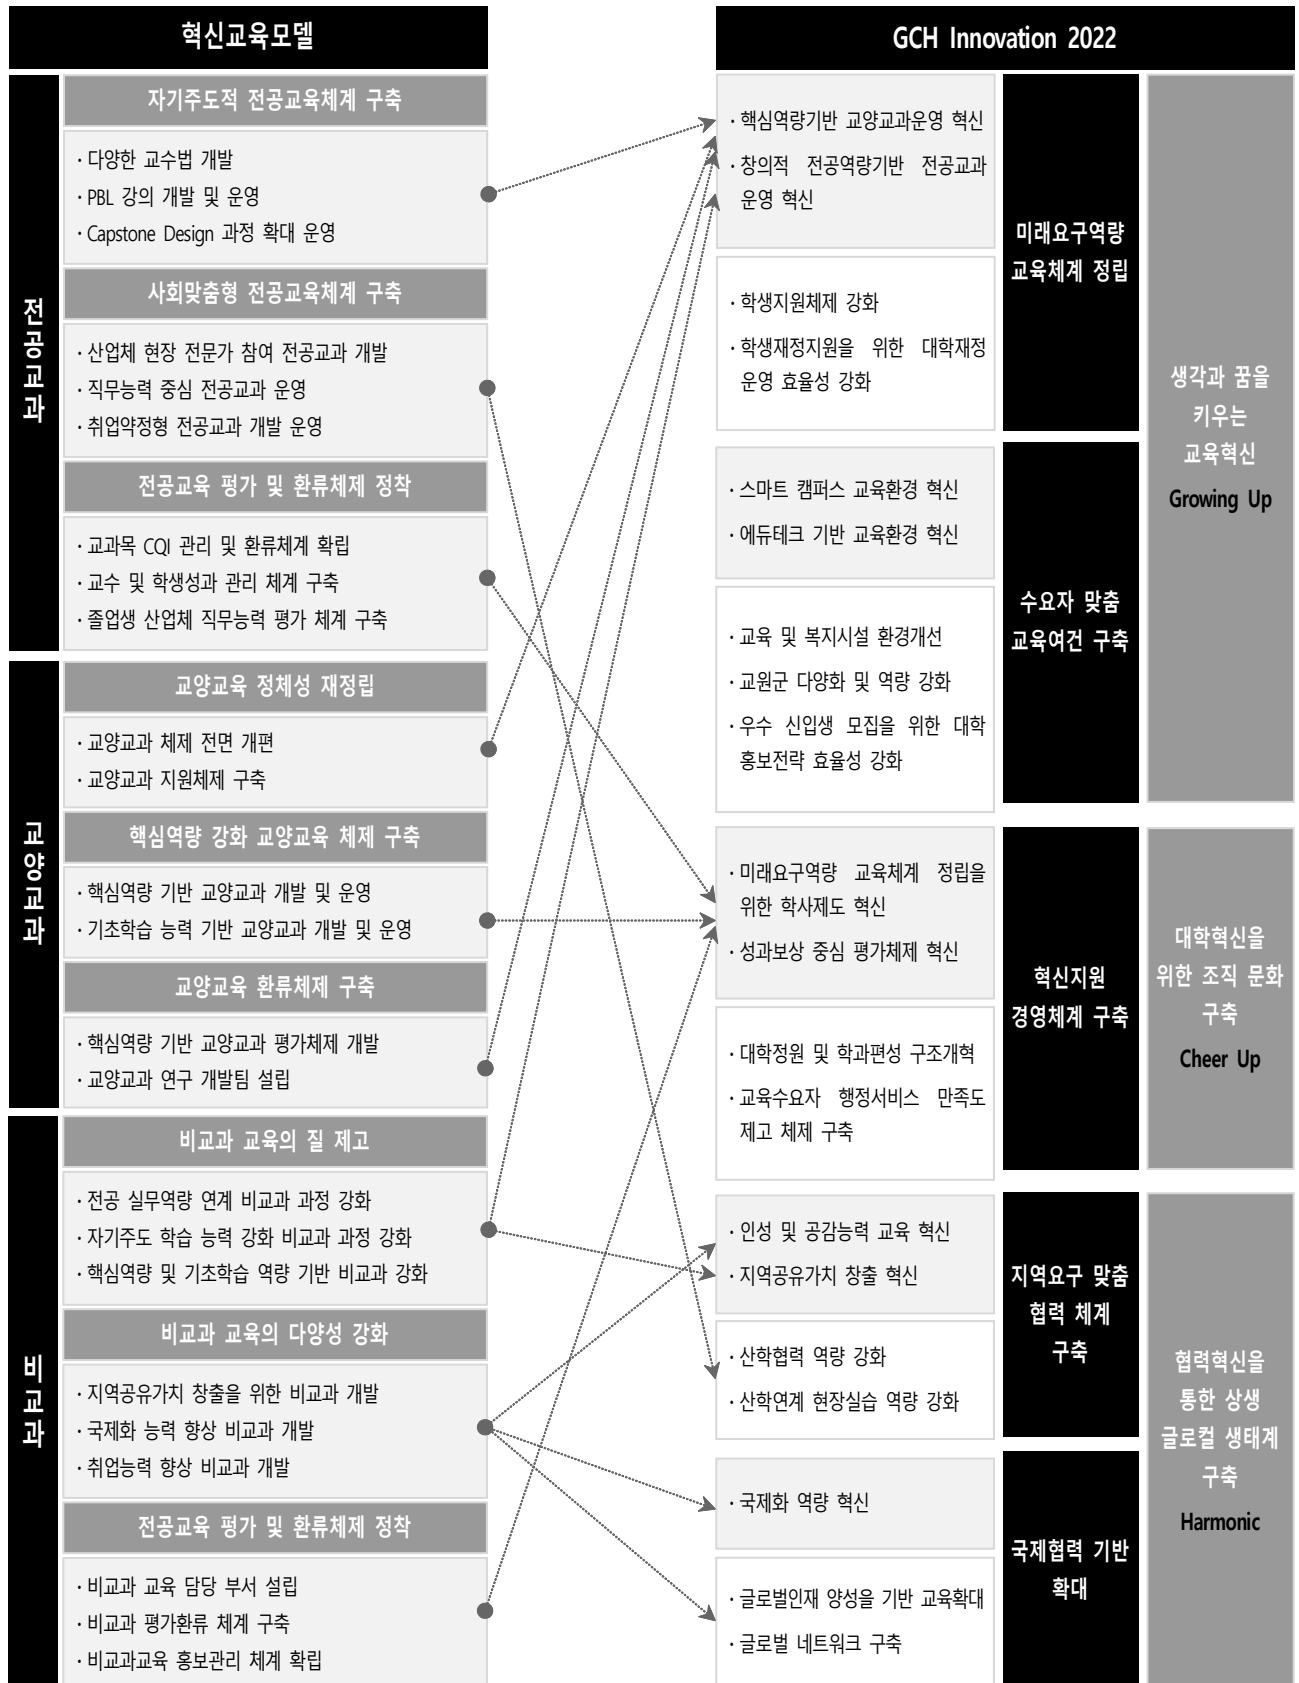 혁신교육모델
전공교과
자기주도적 전공교육체계 구축
· 다양한 교수법 개발
· PBL 강의 개발 및 운영
· Capstone Design 과정 확대 운영
사회맞춤형 전공교육체계 구축
· 산업체 현장 전문가 참여 전공교과 개발
· 직무능력 중심 전공교과 운영
· 취업약정형 전공교과 개발 운영
전공교육 평가 및 환류체제 정착
· 교과목 CQI 관리 및 환류체계 확립
· 교수 및 학생성과 관리 체계 구축
· 졸업생 산업체 직무능력 평가 체계 구축
교양교과
교양교육 정체성 재정립
· 교양교과 체제 전면 개편
· 교양교과 지원체제 구축
핵심역량 강화 교양교육 체제 구축
· 핵심역량 기반 교양교과 개발 및 운영
· 기초학습 능력 기반 교양교과 개발 및 운영
교양교육 환류체제 구축
· 핵심역량 기반 교양교과 평가체제 개발
· 교양교과 연구 개발팀 설립
비교과
비교과 교육의 질 제고
· 전공 실무역량 연계 비교과 과정 강화
· 자기주도 학습 능력 강화 비교과 과정 강화
· 핵심역량 및 기초학습 역량 기반 비교과 강화
비교과 교육의 다양성 강화
· 지역공유가치 창출을 위한 비교과 개발
· 국제화 능력 향상 비교과 개발
· 취업능력 향상 비교과 개발
전공교육 평가 및 환류체제 정착
· 비교과 교육 담당 부서 설립
· 비교과 평가환류 체계 구축
· 비교과교육 홍보관리 체계 확립
GCH Innovation 2022
· 핵심역량기반 교양교과운영 혁신
· 창의적 전공역량기반 전공교과
운영 혁신
· 학생지원체제 강화
· 학생재정지원을 위한 대학재정
운영 효율성 강화
미래요구역량
교육체계 정립
· 스마트 캠퍼스 교육환경 혁신
· 에듀테크 기반 교육환경 혁신
· 교육 및 복지시설 환경개선
· 교원군 다양화 및 역량 강화
· 우수 신입생 모집을 위한 대학
홍보전략 효율성 강화
수요자 맞춤
교육여건 구축
생각과 꿈을
키우는
교육혁신
Growing Up
· 미래요구역량 교육체계 정립을
위한 학사제도 혁신
· 성과보상 중심 평가체제 혁신
· 대학정원 및 학과편성 구조개혁
· 교육수요자 행정서비스 만족도
제고 체제 구축
혁신지원
경영체계 구축
대학혁신을
위한 조직 문화
구축
Cheer Up
· 인성 및 공감능력 교육 혁신
· 지역공유가치 창출 혁신
· 산학협력 역량 강화
· 산학연계 현장실습 역량 강화
지역요구 맞춤
협력 체계
구축
· 국제화 역량 혁신
· 글로벌인재 양성을 기반 교육확대
· 글로벌 네트워크 구축
국제협력 기반
확대
협력혁신을
통한 상생
글로컬 생태계
구축
Harmonic